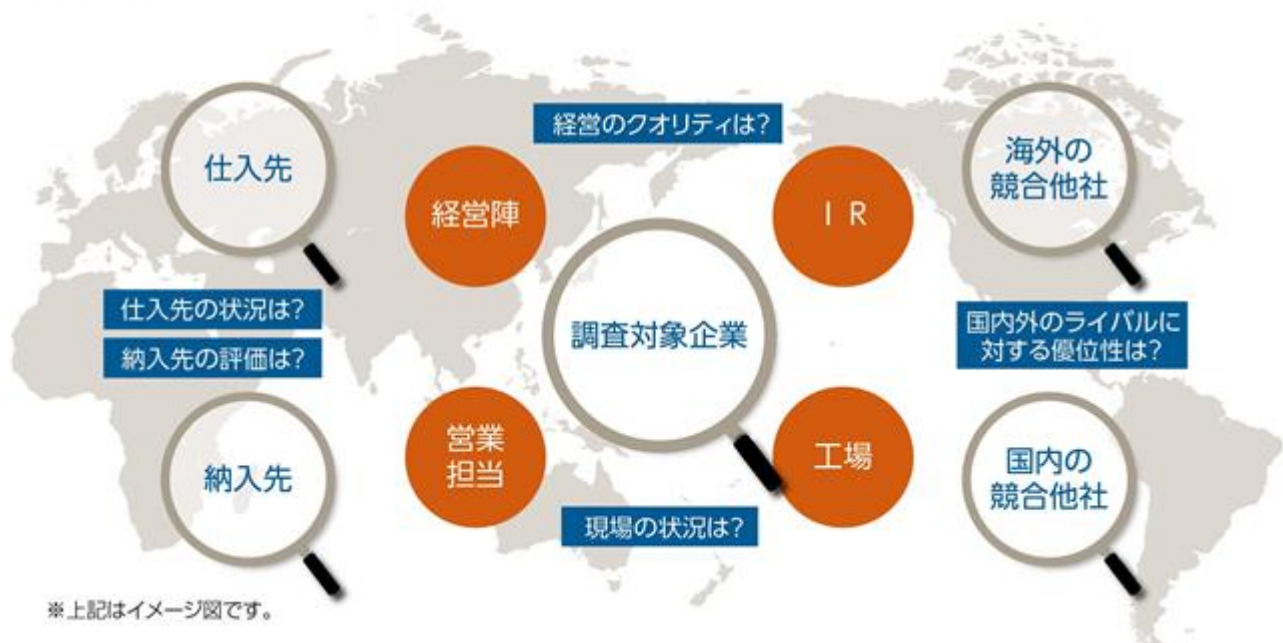 経営のクオリティは?
仕入先
経営陣
ＩＲ
海外の
競合他社
仕入先の状況は?
納入先の評価は?
調査対象企業
国内外のライバルに
対する優位性は?
納入先
営業
担当
工場
国内の
競合他社
現場の状況は?
※上記はイメージ図です。